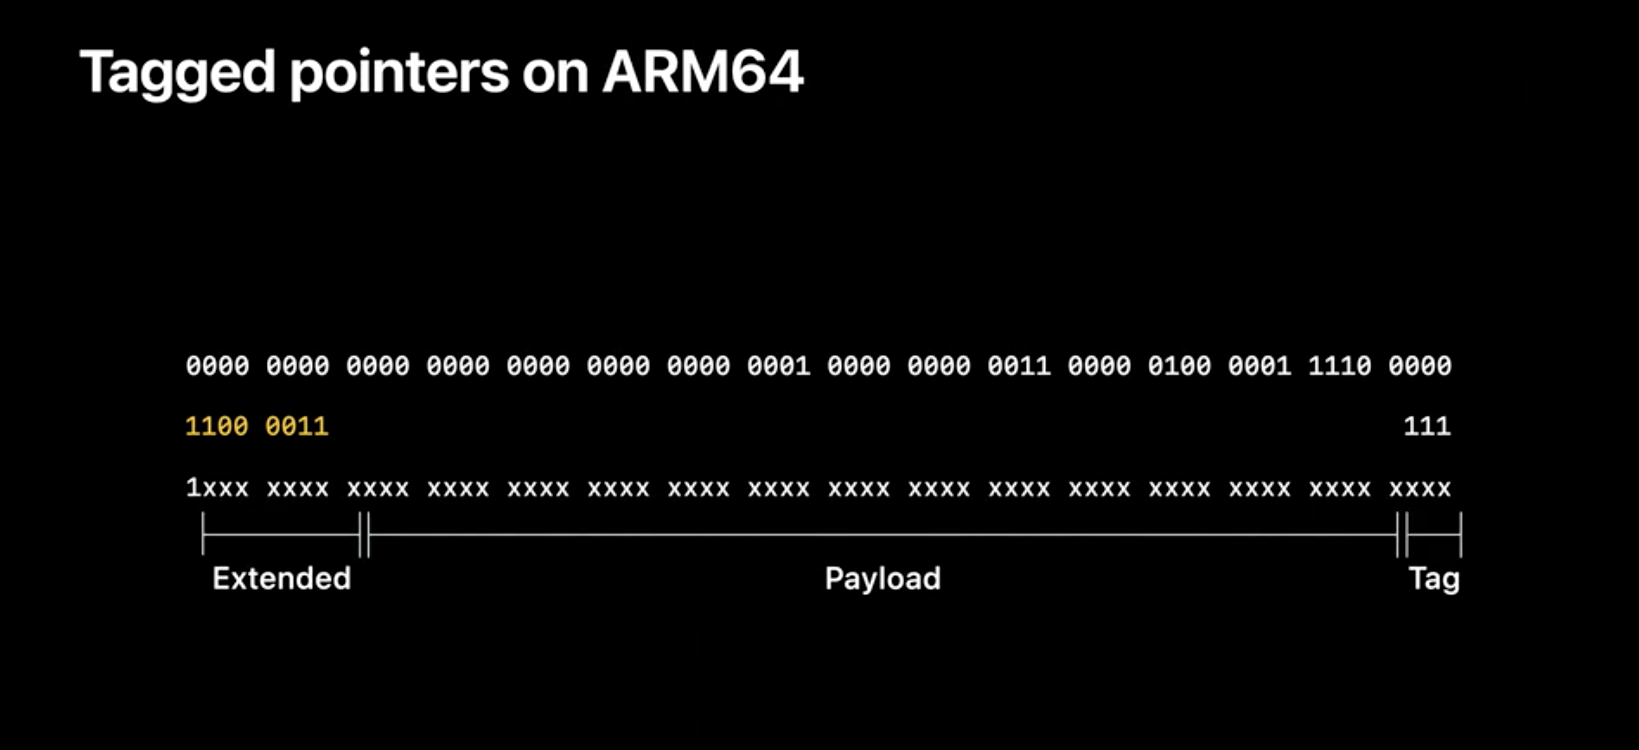 Tagged pointers on ARM64
0000 0000 0000 0000 0000 0000 0000 0001 0000 0000 0011 0000 0100 0001 1110 0000
1100 0011 111
1xxx xxxx xxxx xxxx xxxx xxxx xxxx xxxx xxxx xxxx xxxx xxxx xxxx xxxx xxxx xxxx
Extended Payload Tag